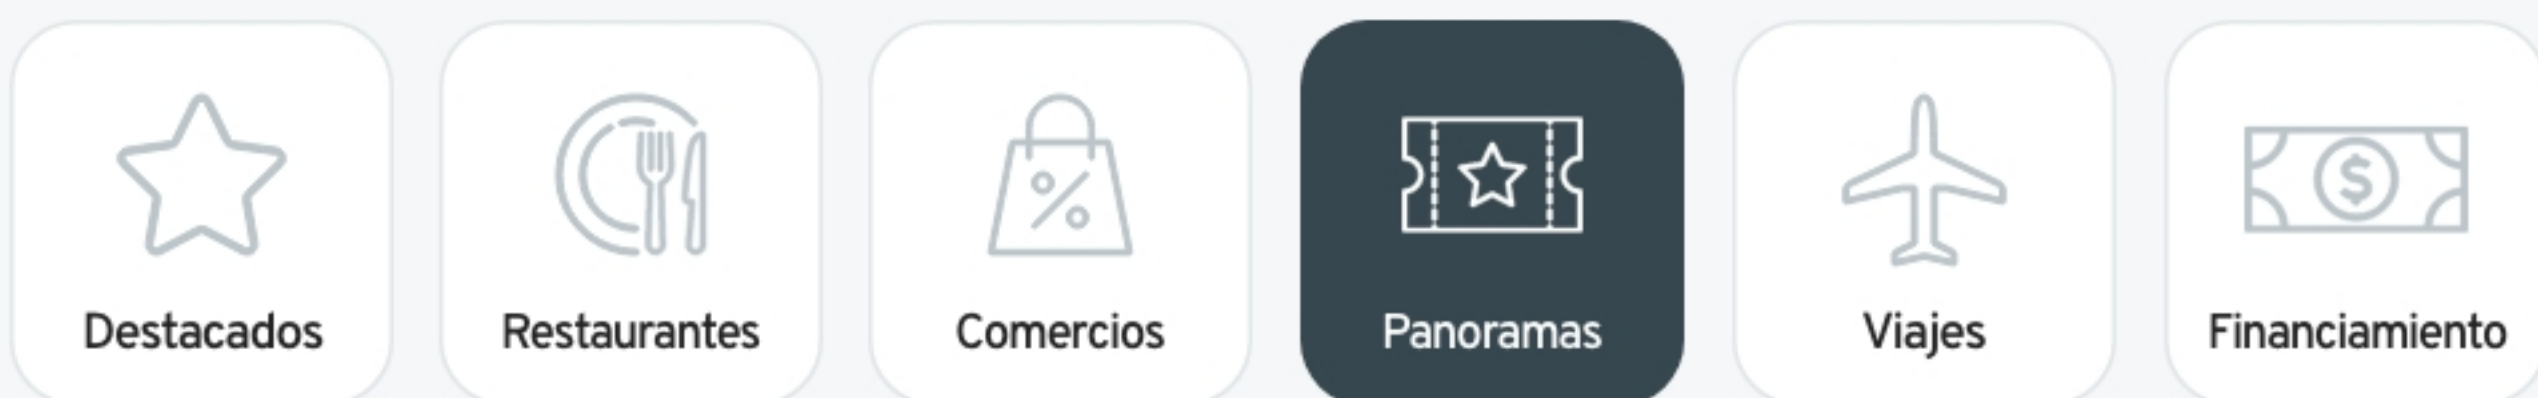 Destacados
Restaurantes
Comercios
Panoramas
Viajes
Financiamiento